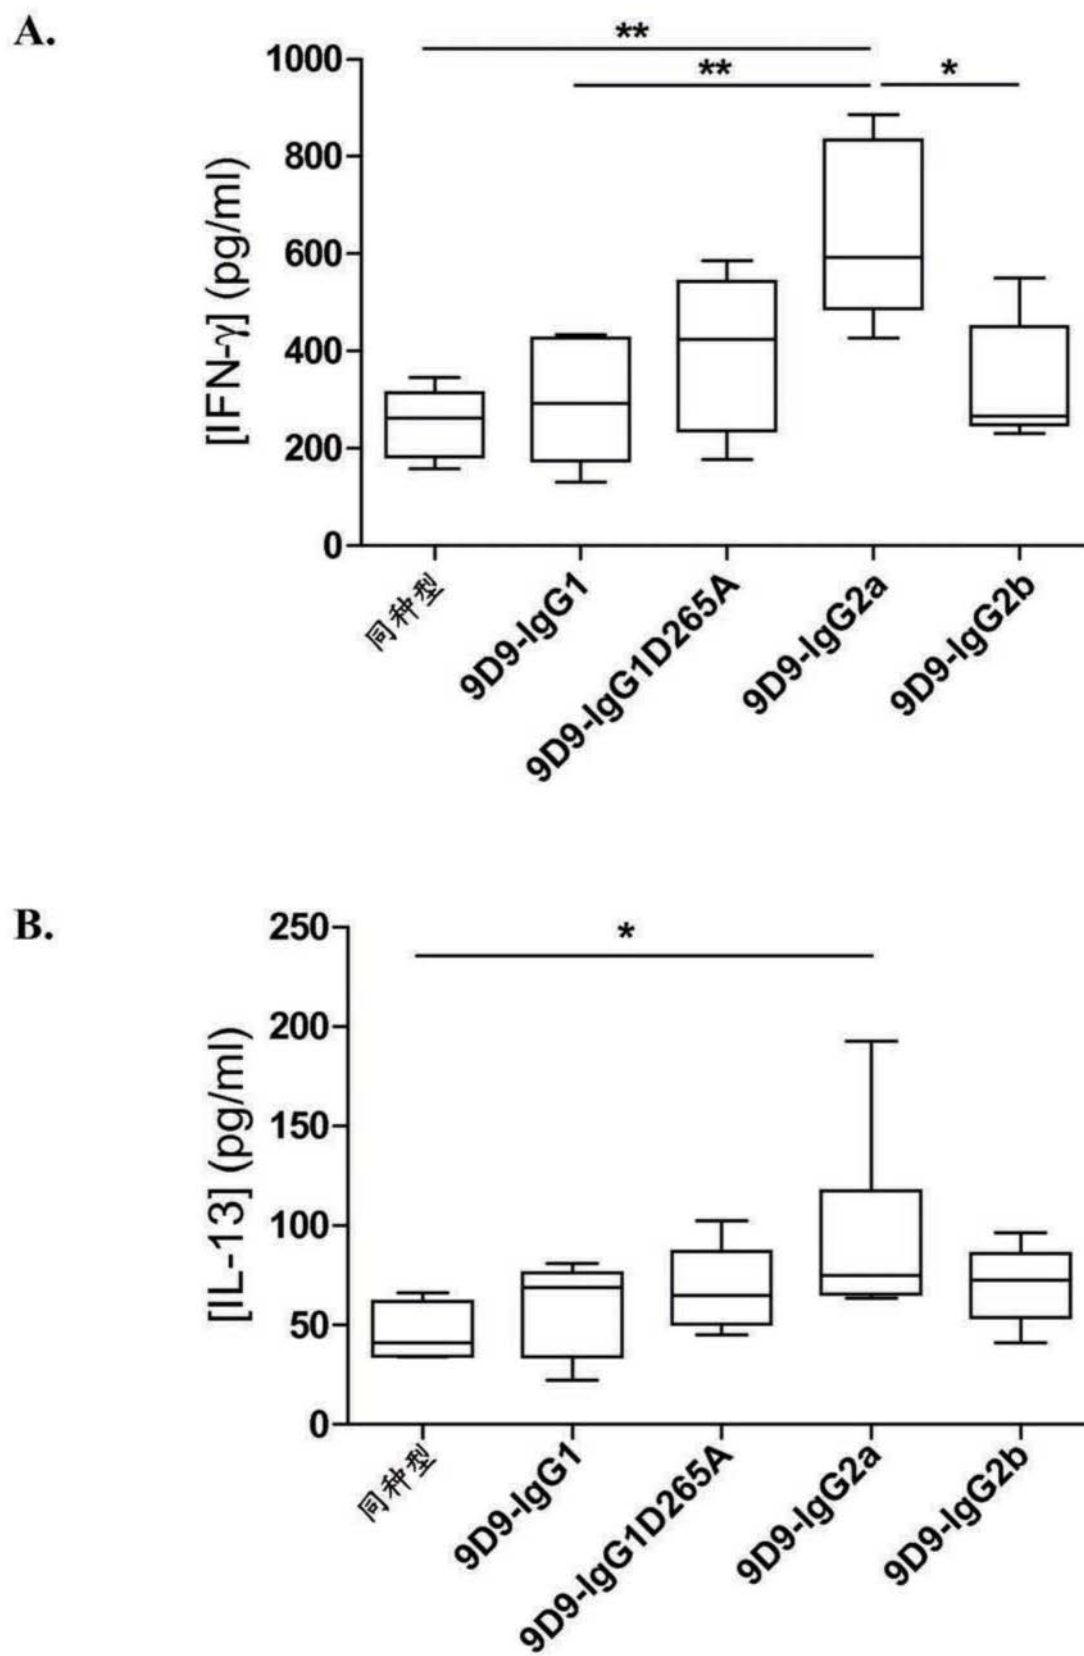 A.
**
**
*
1000
800
600
400
200
0
[IFN-γ] (pg/ml)
同种型
9D9-IgG1
9D9-IgG1D265A
9D9-IgG2a
9D9-IgG2b
B.
*
250
200
150
100
50
0
[IL-13] (pg/ml)
同种型
9D9-IgG1
9D9-IgG1D265A
9D9-IgG2a
9D9-IgG2b